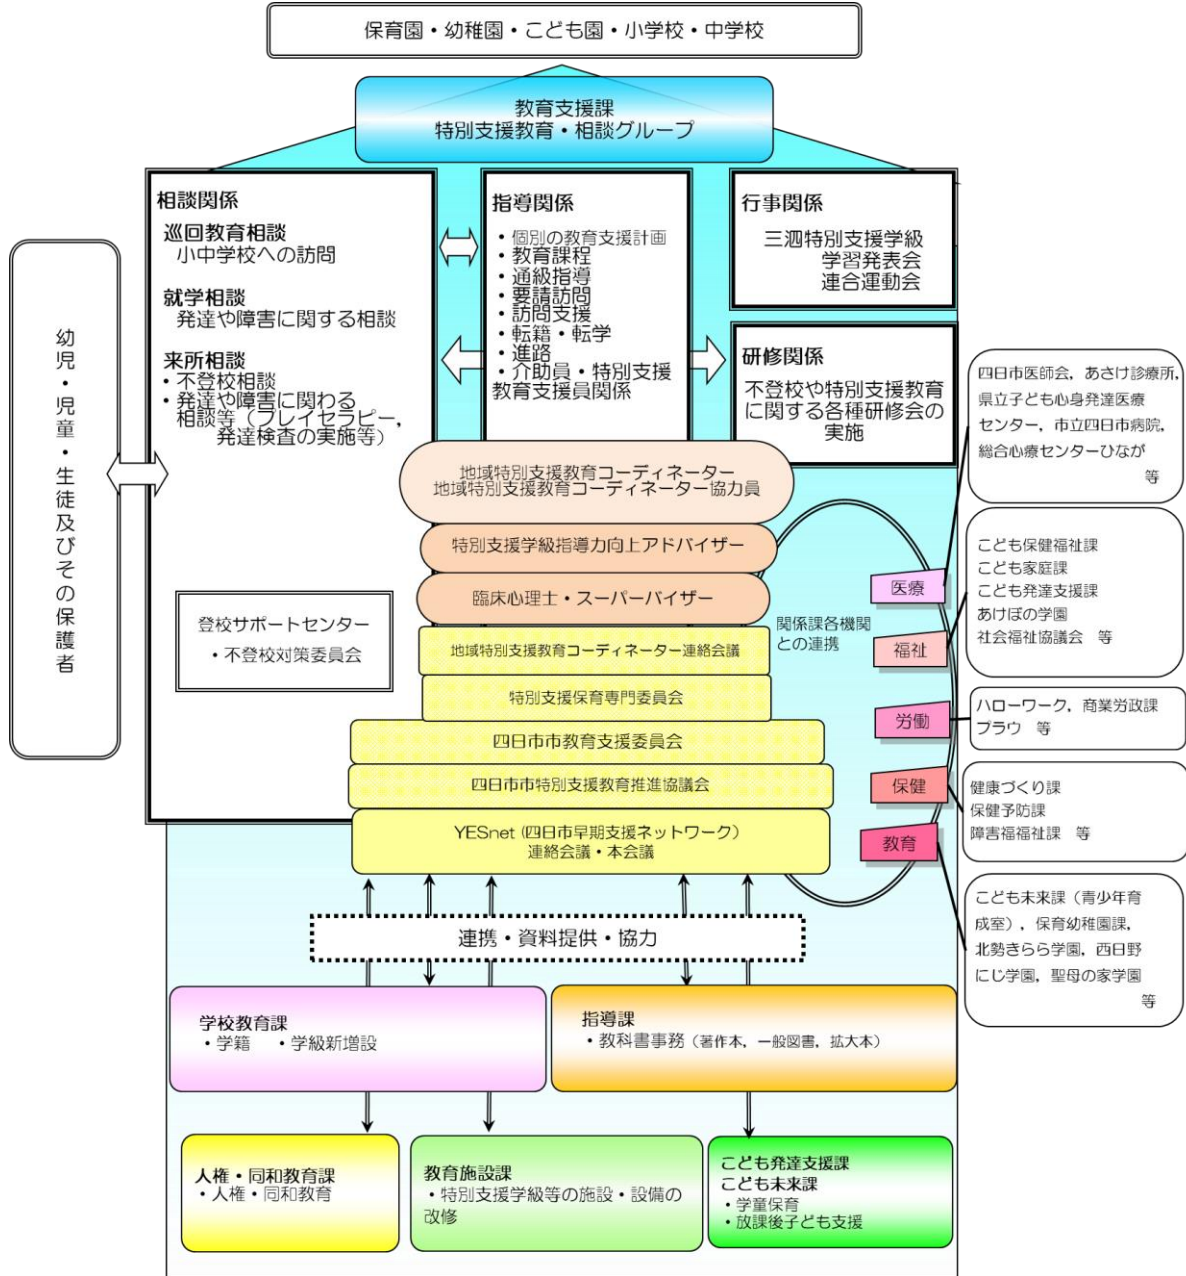 保育園・幼稚園・こども園・小学校・中学校
教育支援課
特別支援教育・相談グループ
幼児・児童・生徒及びその保護者
相談関係
巡回教育相談
小中学校への訪問
就学相談
発達や障害に関する相談
来所相談
・不登校相談
・発達や障害に関わる
相談等（プレイセラピー，
発達検査の実施等）
登校サポートセンター
・不登校対策委員会
指導関係
・個別の教育支援計画
・教育課程
・通級指導
・要請訪問
・訪問支援
・転籍・転学
・進路
・介助員・特別支援
教育支援員関係
行事関係
三泗特別支援学級
学習発表会
連合運動会
研修関係
不登校や特別支援教育
に関する各種研修会の
実施
地域特別支援教育コーディネーター
地域特別支援教育コーディネーター協力員
特別支援学級指導力向上アドバイザー
臨床心理士・スーパーバイザー
地域特別支援教育コーディネーター連絡会議
特別支援保育専門委員会
四日市市教育支援委員会
四日市市特別支援教育推進協議会
YESnet（四日市早期支援ネットワーク）
連絡会議・本会議
関係課各機関
との連携
医療
福祉
労働
保健
教育
四日市医師会，あさけ診療所，
県立子ども心身発達医療
センター，市立四日市病院，
総合心療センターひなが
等
こども保健福祉課
こども家庭課
こども発達支援課
あけぼの学園
社会福祉協議会　等
ハローワーク，商業労政課
プラウ　等
健康づくり課
保健予防課
障害福福祉課　等
こども未来課（青少年育
成室），保育幼稚園課，
北勢きらら学園，西日野
にじ学園，聖母の家学園
等
連携・資料提供・協力
学校教育課
・学籍　・学級新増設
指導課
・教科書事務（著作本，一般図書，拡大本）
人権・同和教育課
・人権・同和教育
教育施設課
・特別支援学級等の施設・設備の
改修
こども発達支援課
こども未来課
・学童保育
・放課後子ども支援